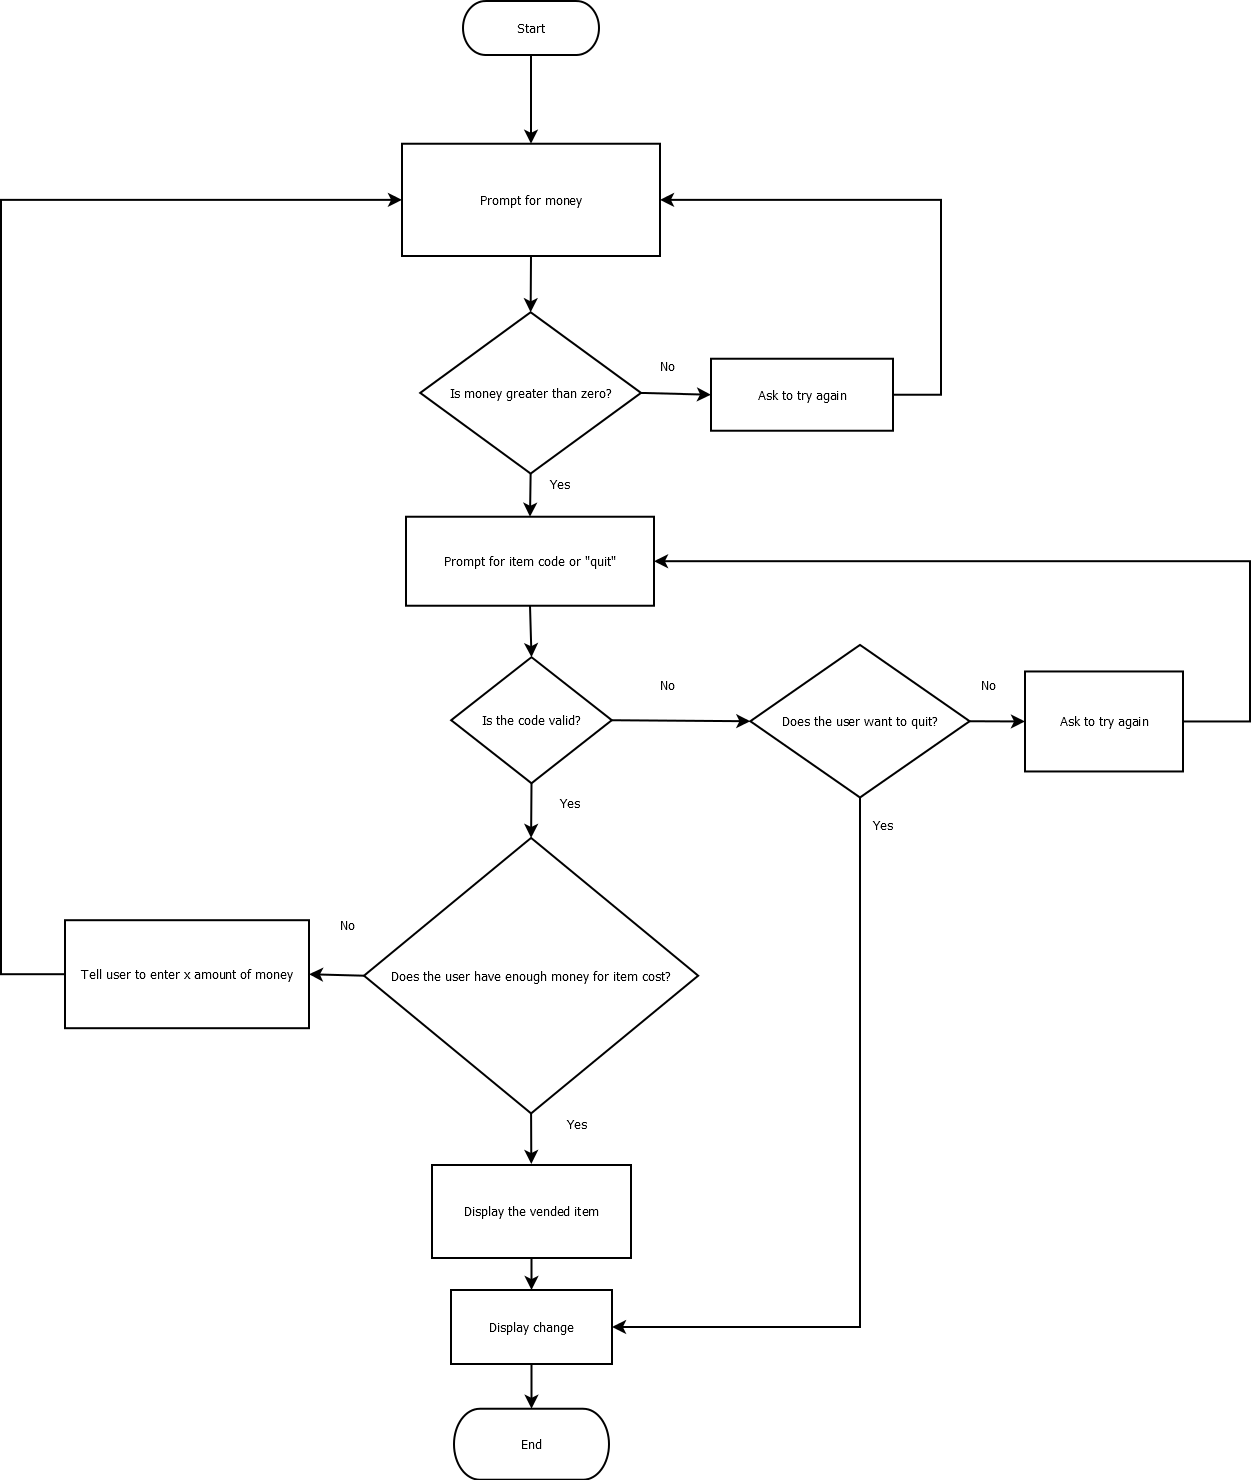 Start
Prompt for money
No
Is money greater than zero?
Ask to try again
Yes
Prompt for item code or "quit"
No
No
Is the code valid?
Does the user want to quit?
Ask to try again
Yes
Yes
No
Tell user to enter x amount of money
Does the user have enough money for item cost?
Yes
Display the vended item
Display change
End